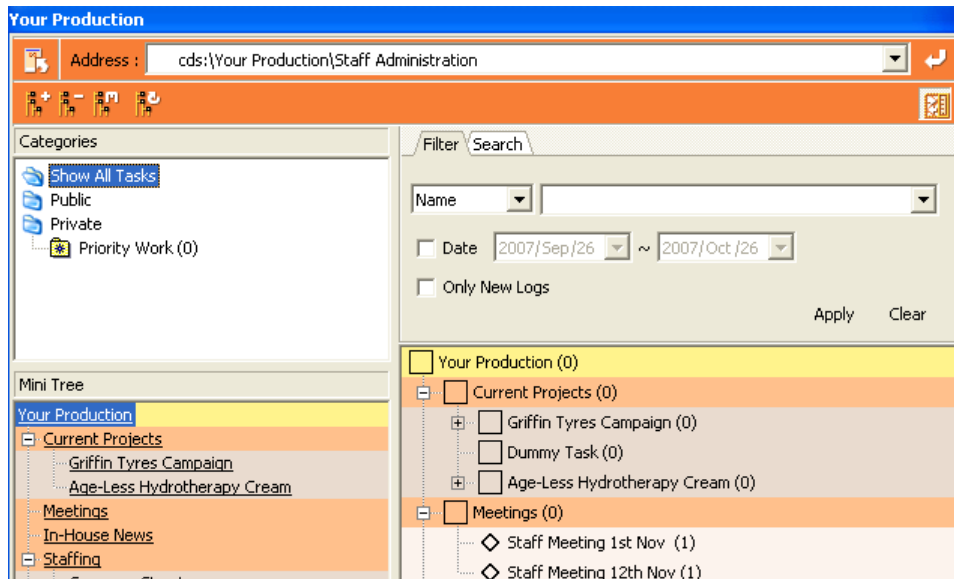 Your Production
Address : cds:\Your Production\Staff Administration
Categories
Show All Tasks
Public
Private
Priority Work (0)
Mini Tree
Your Production
Current Projects
Griffin Tyres Campaign
Age-Less Hydrotherapy Cream
Meetings
In-House News
Staffing
Filter Search
Name
Date 2007/Sep/26 ~ 2007/Oct/26
Only New Logs
Apply Clear
Your Production (0)
Current Projects (0)
Griffin Tyres Campaign (0)
Dummy Task (0)
Age-Less Hydrotherapy Cream (0)
Meetings (0)
Staff Meeting 1st Nov (1)
Staff Meeting 12th Nov (1)